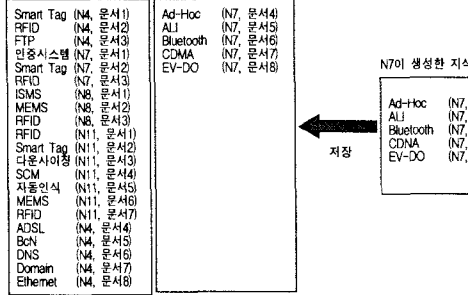 Smart Tag (N4, 문서1)
RFID (N4, 문서2)
FTP (N4, 문서3)
인증시스템 (N7, 문서1)
Smart Tag (N7, 문서2)
RFID (N7, 문서3)
ISMS (N8, 문서1)
MEMS (N8, 문서2)
RFID (N8, 문서3)
RFID (N11, 문서1)
Smart Tag (N11, 문서2)
다운사이징 (N11, 문서3)
SCM (N11, 문서4)
자동인식 (N11, 문서5)
MEMS (N11, 문서6)
RFID (N11, 문서7)
ADSL (N4, 문서4)
BcN (N4, 문서5)
DNS (N4, 문서6)
Domain (N4, 문서7)
Ethernet (N4, 문서8)
Ad-Hoc (N7, 문서4)
ALI (N7, 문서5)
Bluetooth (N7, 문서6)
CDMA (N7, 문서7)
EV-DO (N7, 문서8)
저장
N7이 생성한 지식
Ad-Hoc (N7,
ALI (N7,
Bluetooth (N7,
CDNA (N7,
EV-DO (N7,